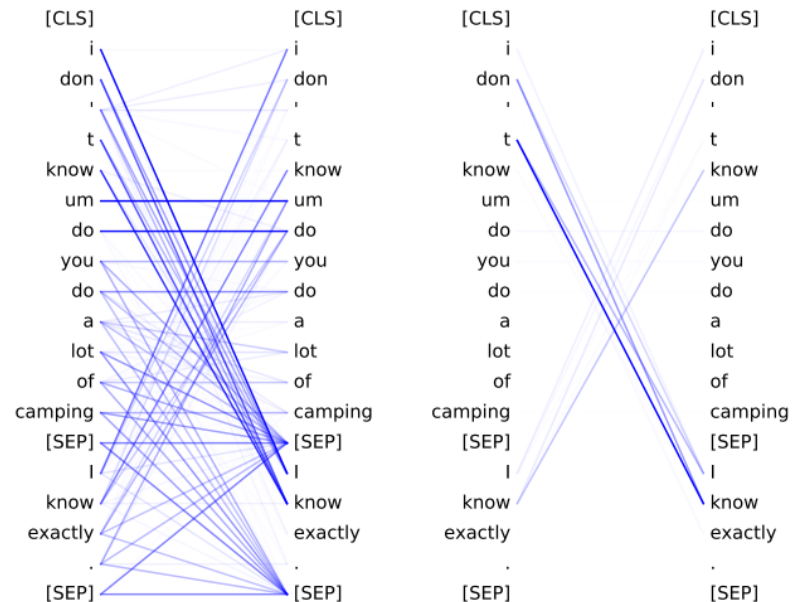 [CLS] [CLS] [CLS] [CLS]
i i i i
don don don don
' ' ' '
t t t t
know know know know
um um um um
do do do do
you you you you
do do do do
a a a a
lot lot lot lot
of of of of
camping camping camping camping
[SEP] [SEP] [SEP] [SEP]
I I I I
know know know know
exactly exactly exactly exactly
. . . .
[SEP] [SEP] [SEP] [SEP]